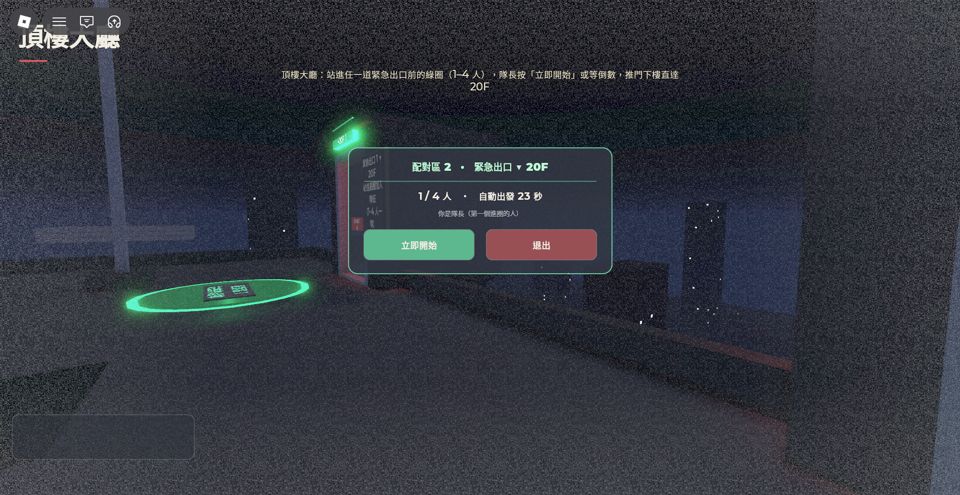 頂樓大廳
頂樓大廳：站進任一道緊急出口前的綠圈（1–4 人），隊長按「立即開始」或等倒數，推門下樓直達
20F
配對區 2 • 緊急出口 ▾ 20F
1 / 4 人 • 自動出發 23 秒
你是隊長（第一個進圈的人）
立即開始
退出
20F